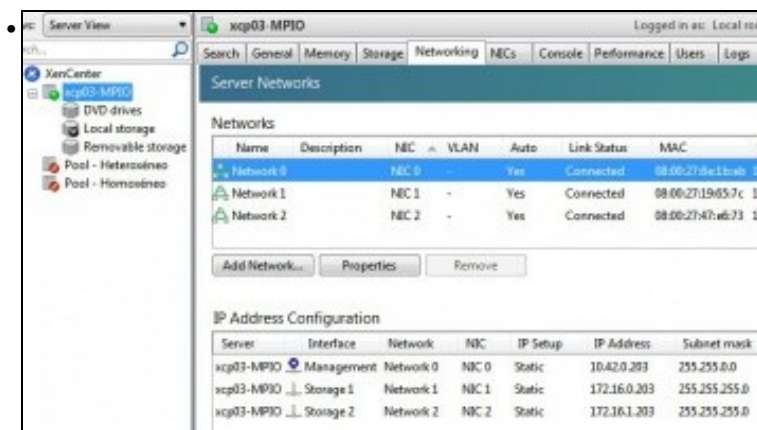 ws: Server View
xcp03-MPIO
Logged in as: Local ro
Search General Memory Storage Networking NICs Console Performance Users Logs
XenCenter
xcp03-MPIO
DVD drives
Local storage
Removable storage
Pool - Heteroxéneo
Pool - Homoxéneo
Server Networks
Networks
Name Description NIC VLAN Auto Link Status MAC
Network 0 NIC 0 - Yes Connected
Network 1 NIC 1 - Yes Connected 08:00:27:19:65:7c 1
Network 2 NIC 2 - Yes Connected 08:00:27:47:e6:73 1
Add Network... Properties Remove
IP Address Configuration
Server Interface Network NIC IP Setup IP Address Subnet mask
xcp03-MPIO Management Network 0 NIC 0 Static 10.42.0.203 255.255.0.0
xcp03-MPIO Storage 1 Network 1 NIC 1 Static 172.16.0.203 255.255.255.0
xcp03-MPIO Storage 2 Network 2 NIC 2 Static 172.16.1.203 255.255.255.0